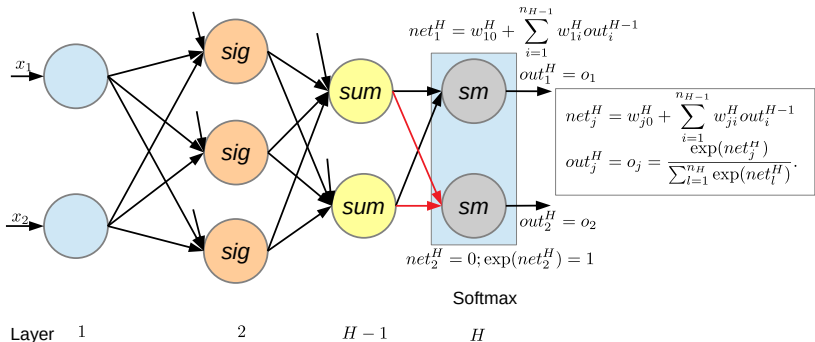 net_1^H = w_{10}^H + \sum_{i=1}^{n_{H-1}} w_{1i}^H out_i^{H-1}
x_1
sig
sum
sm
out_1^H = o_1
net_j^H = w_{j0}^H + \sum_{i=1}^{n_{H-1}} w_{ji}^H out_i^{H-1}
out_j^H = o_j = \frac{\exp(net_j^H)}{\sum_{l=1}^{n_H} \exp(net_l^H)}.
sig
x_2
sum
sm
out_2^H = o_2
sig
net_2^H = 0; \exp(net_2^H) = 1
Softmax
Layer 1 2 H - 1 H